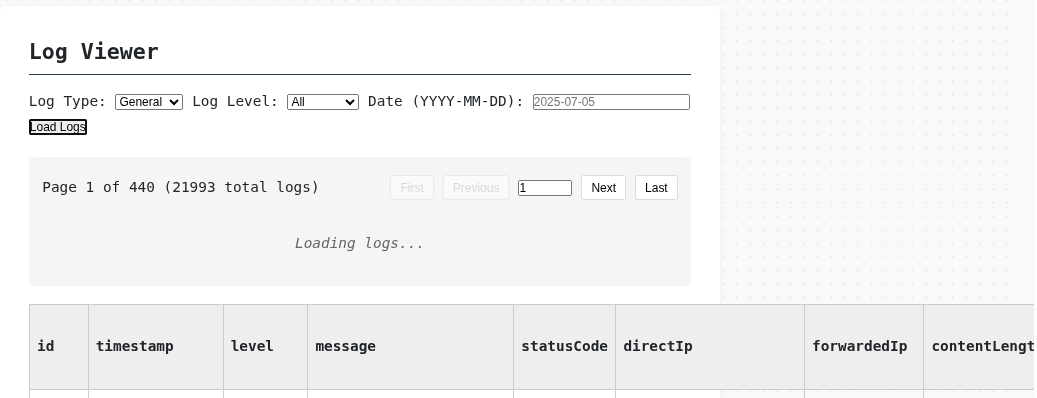 Log Viewer
Log Type: General Log Level: All Date (YYYY-MM-DD): 2025-07-05
Load Logs
Page 1 of 440 (21993 total logs) First Previous 1 Next Last
Loading logs...
id timestamp level message statusCode directIp forwardedIp contentLengt